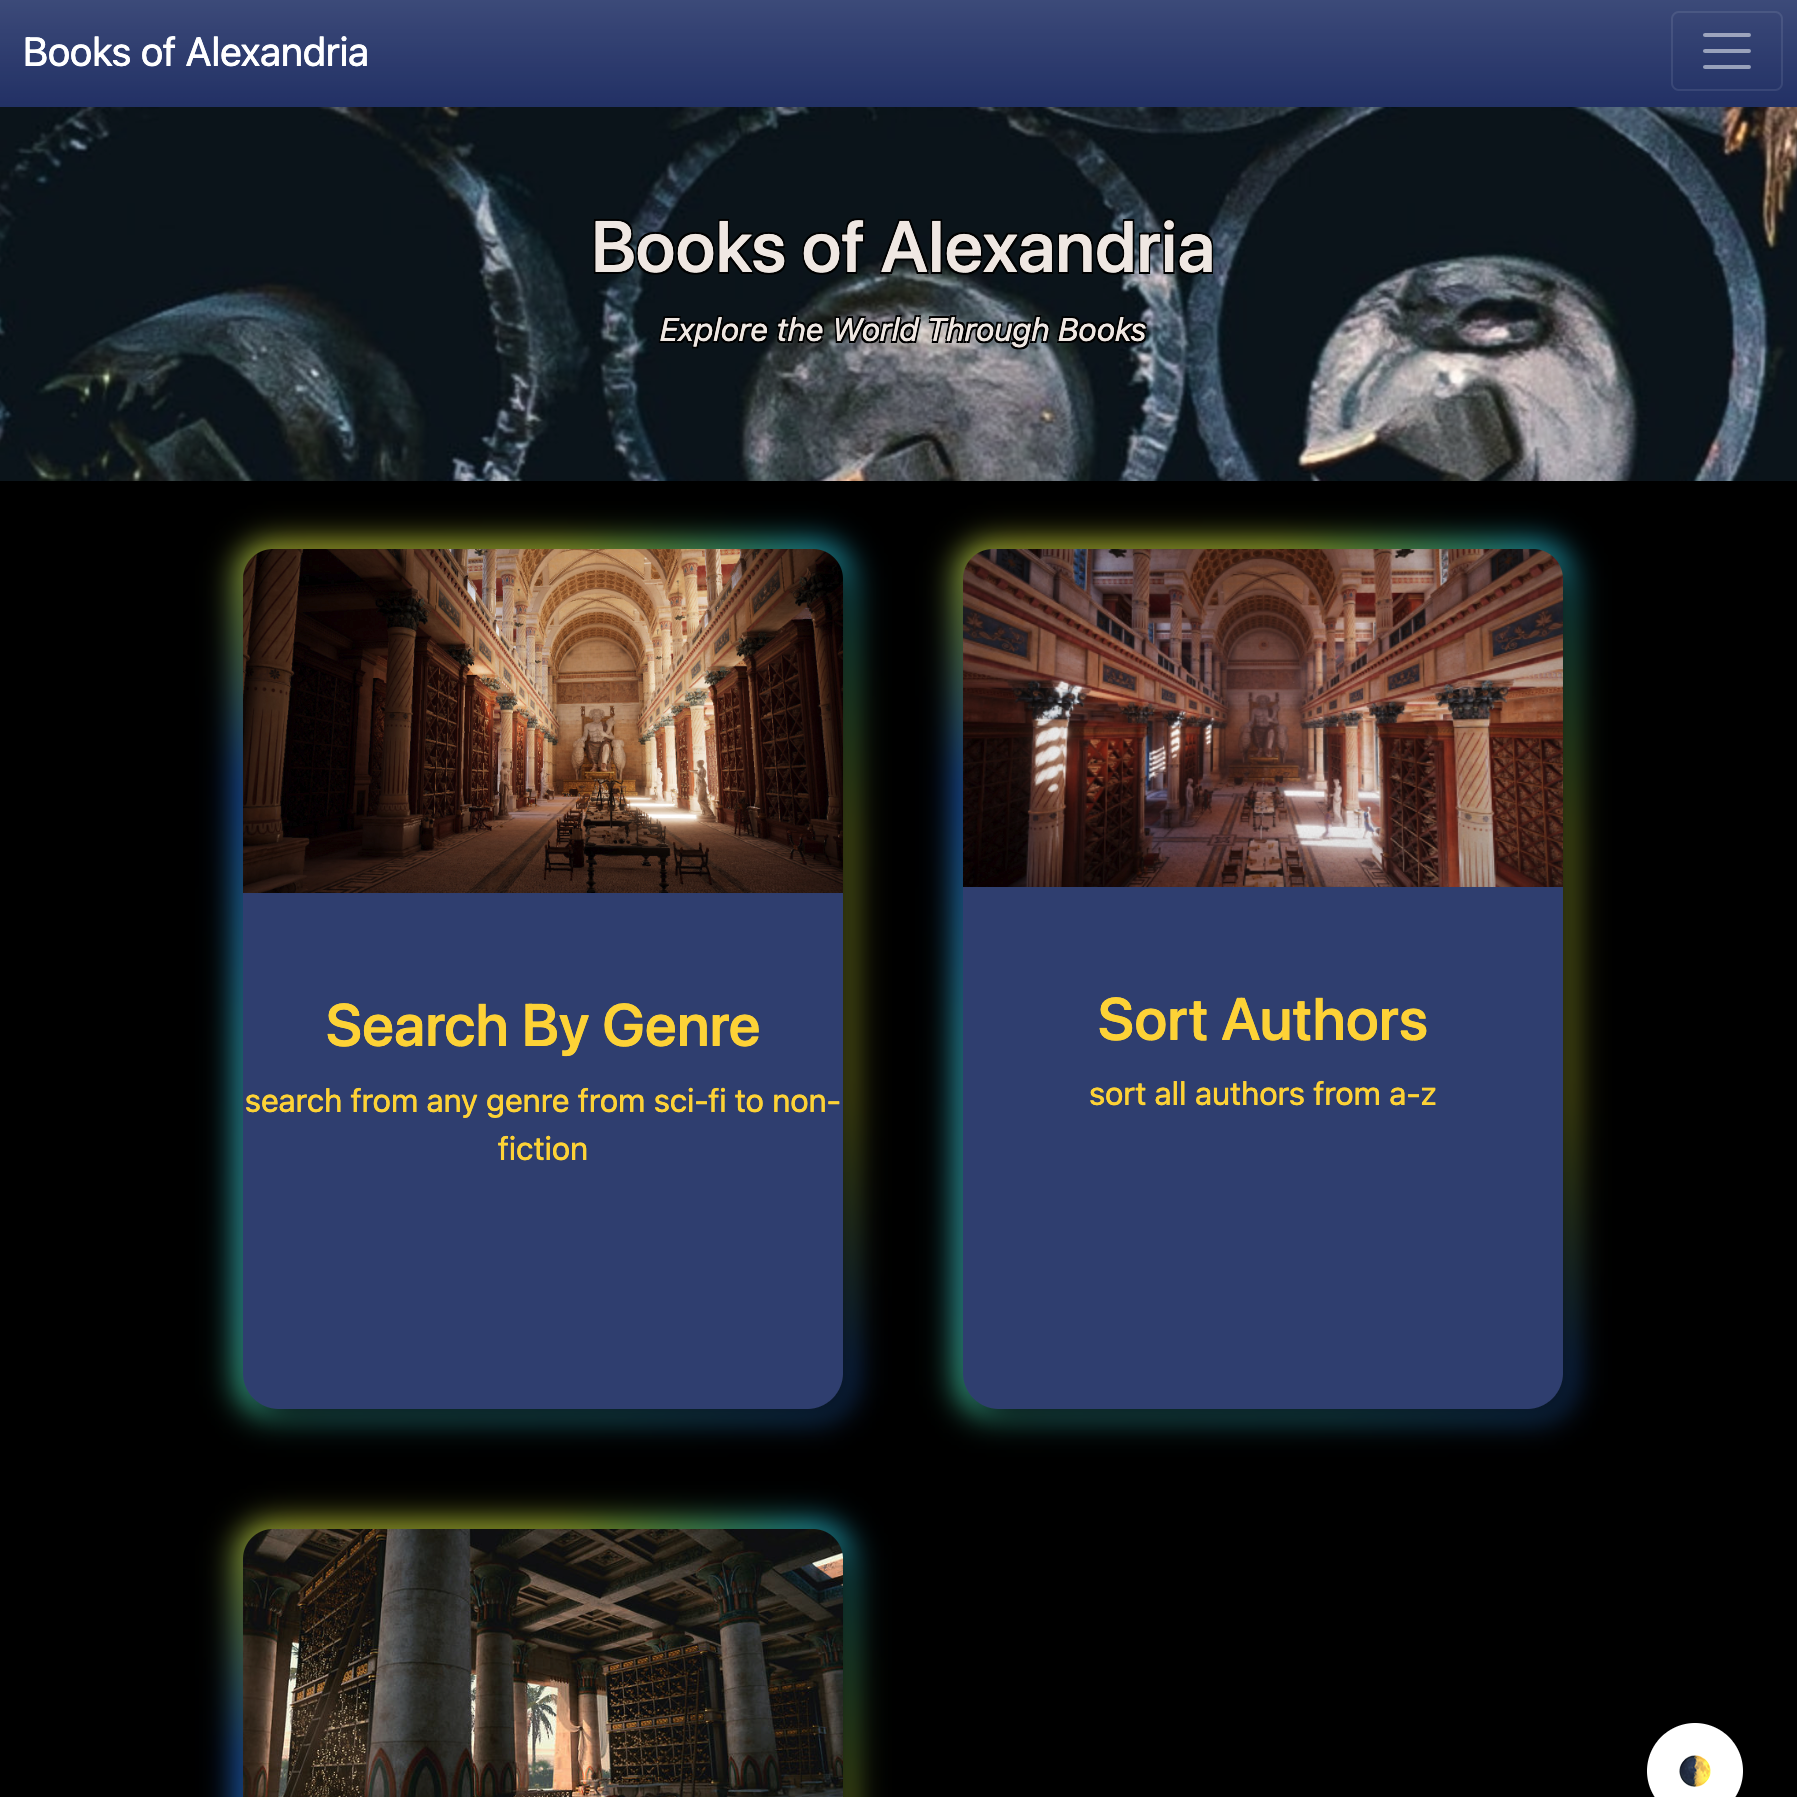 Books of Alexandria
Books of Alexandria
Explore the World Through Books
Search By Genre
search from any genre from sci-fi to non-
fiction
Sort Authors
sort all authors from a-z